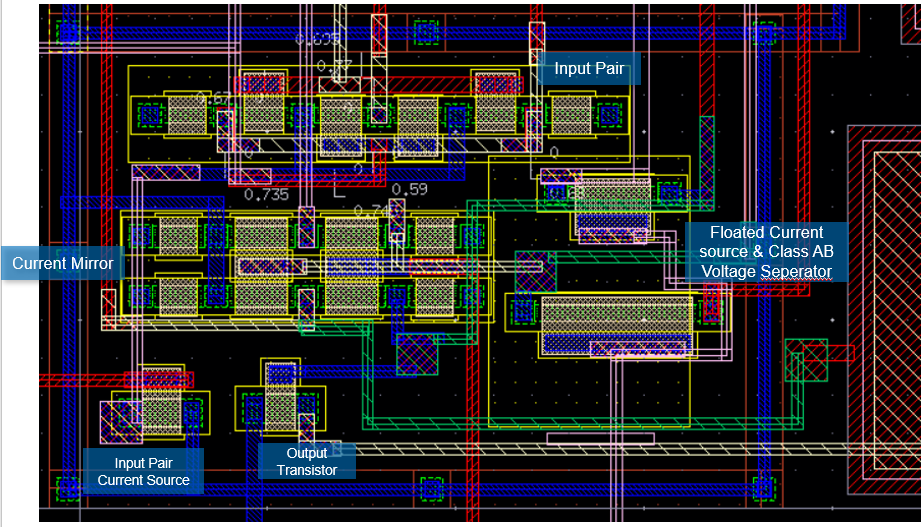 0.695
Input Pair
0.67
0.735
0.59
Floated Current
source & Class AB
Voltage Seperator
Current Mirror
Input Pair
Current Source
Output
Transistor